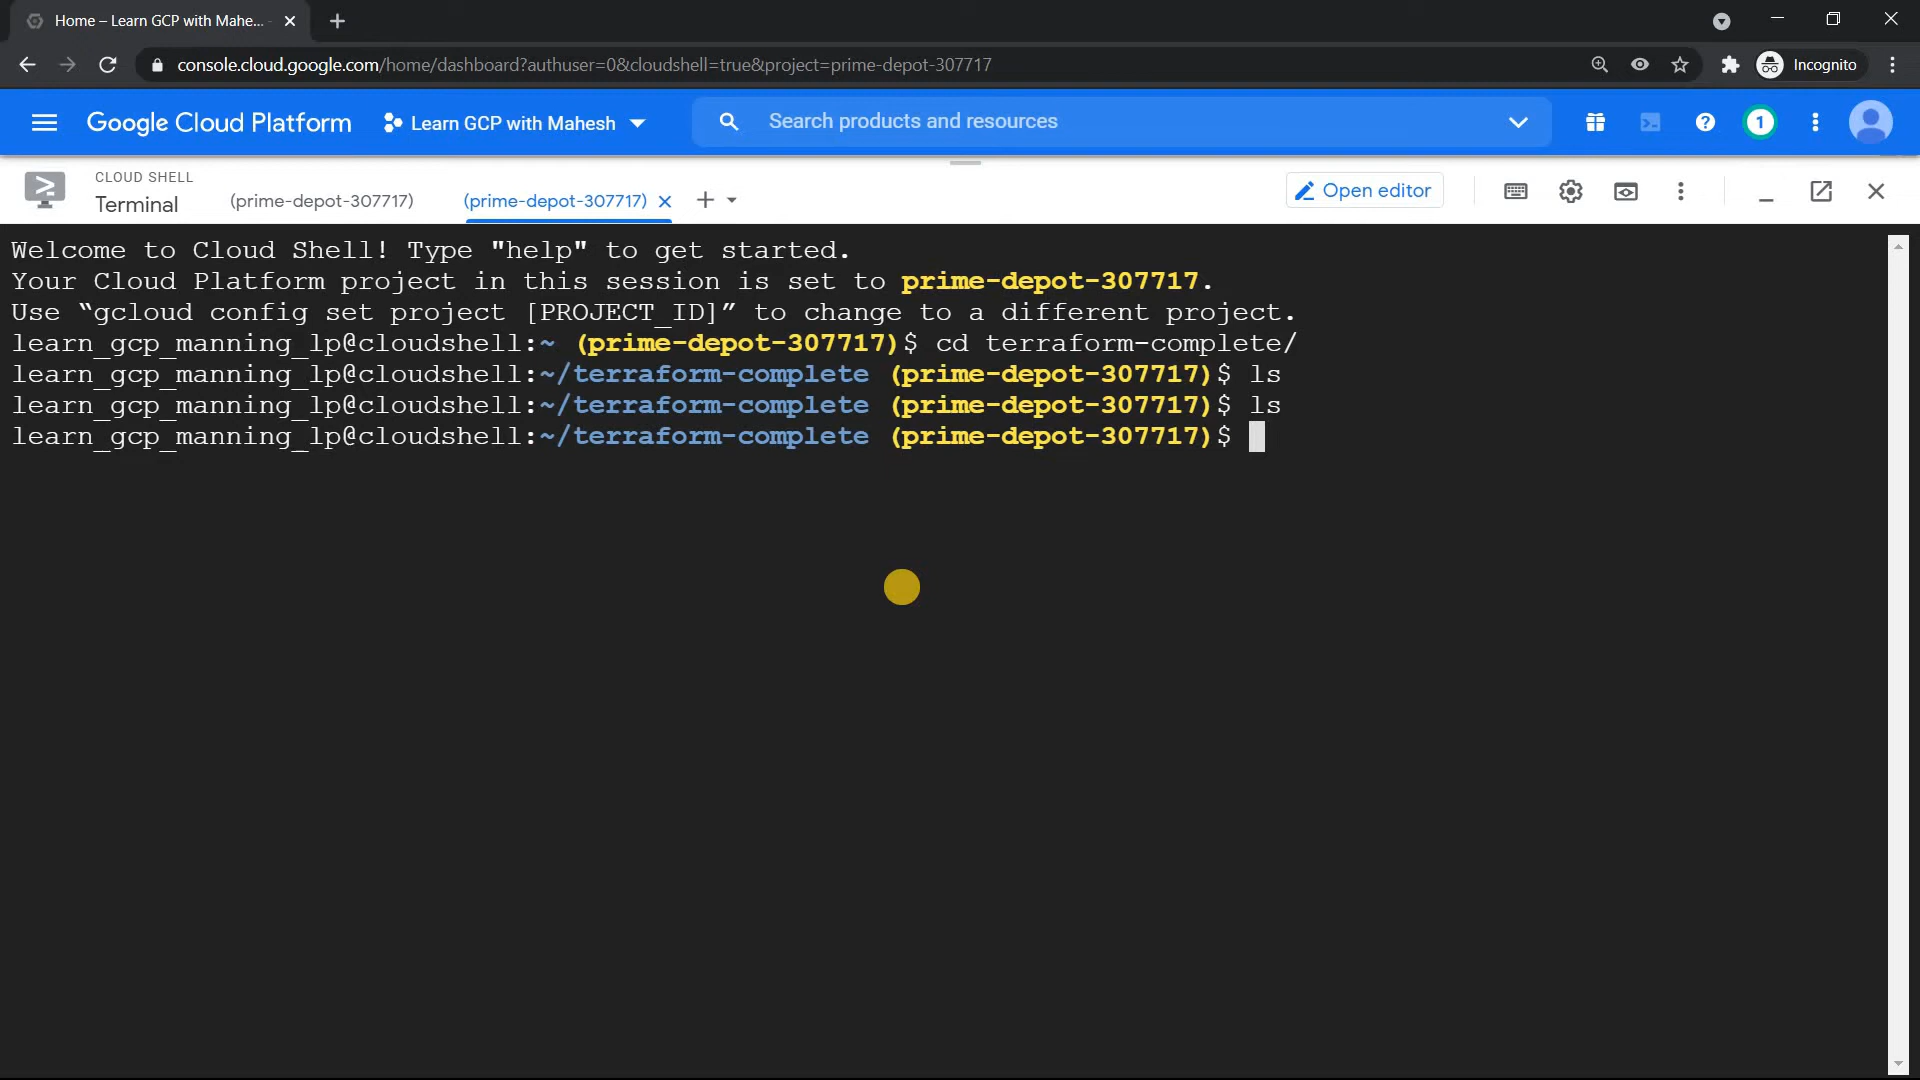 Home – Learn GCP with Mahe...
console.cloud.google.com/home/dashboard?authuser=0&cloudshell=true&project=prime-depot-307717
Incognito
Google Cloud Platform
Learn GCP with Mahesh
Search products and resources
1
CLOUD SHELL
Terminal
(prime-depot-307717)
(prime-depot-307717)
Open editor
Welcome to Cloud Shell! Type "help" to get started.
Your Cloud Platform project in this session is set to prime-depot-307717.
Use “gcloud config set project [PROJECT_ID]” to change to a different project.
learn_gcp_manning_lp@cloudshell:~ (prime-depot-307717)$ cd terraform-complete/
learn_gcp_manning_lp@cloudshell:~/terraform-complete (prime-depot-307717)$ ls
learn_gcp_manning_lp@cloudshell:~/terraform-complete (prime-depot-307717)$ ls
learn_gcp_manning_lp@cloudshell:~/terraform-complete (prime-depot-307717)$